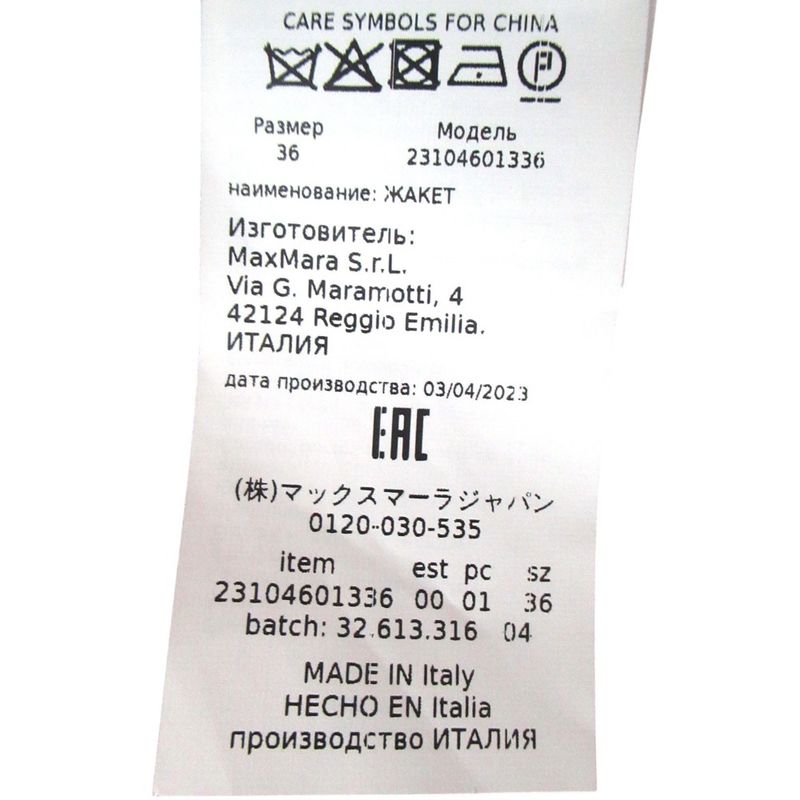 CARE SYMBOLS FOR CHINA
P
Размер Модель
36 23104601336
наименование: ЖАКЕТ
Изготовитель:
MaxMara S.r.L.
Via G. Maramotti, 4
42124 Reggio Emilia.
ИТАЛИЯ
дата производства: 03/04/2023
EAC
(株)マックスマーラジャパン
0120-030-535
item est pc sz
23104601336 00 01 36
batch: 32.613.316 04
MADE IN Italy
HECHO EN Italia
производство ИТАЛИЯ